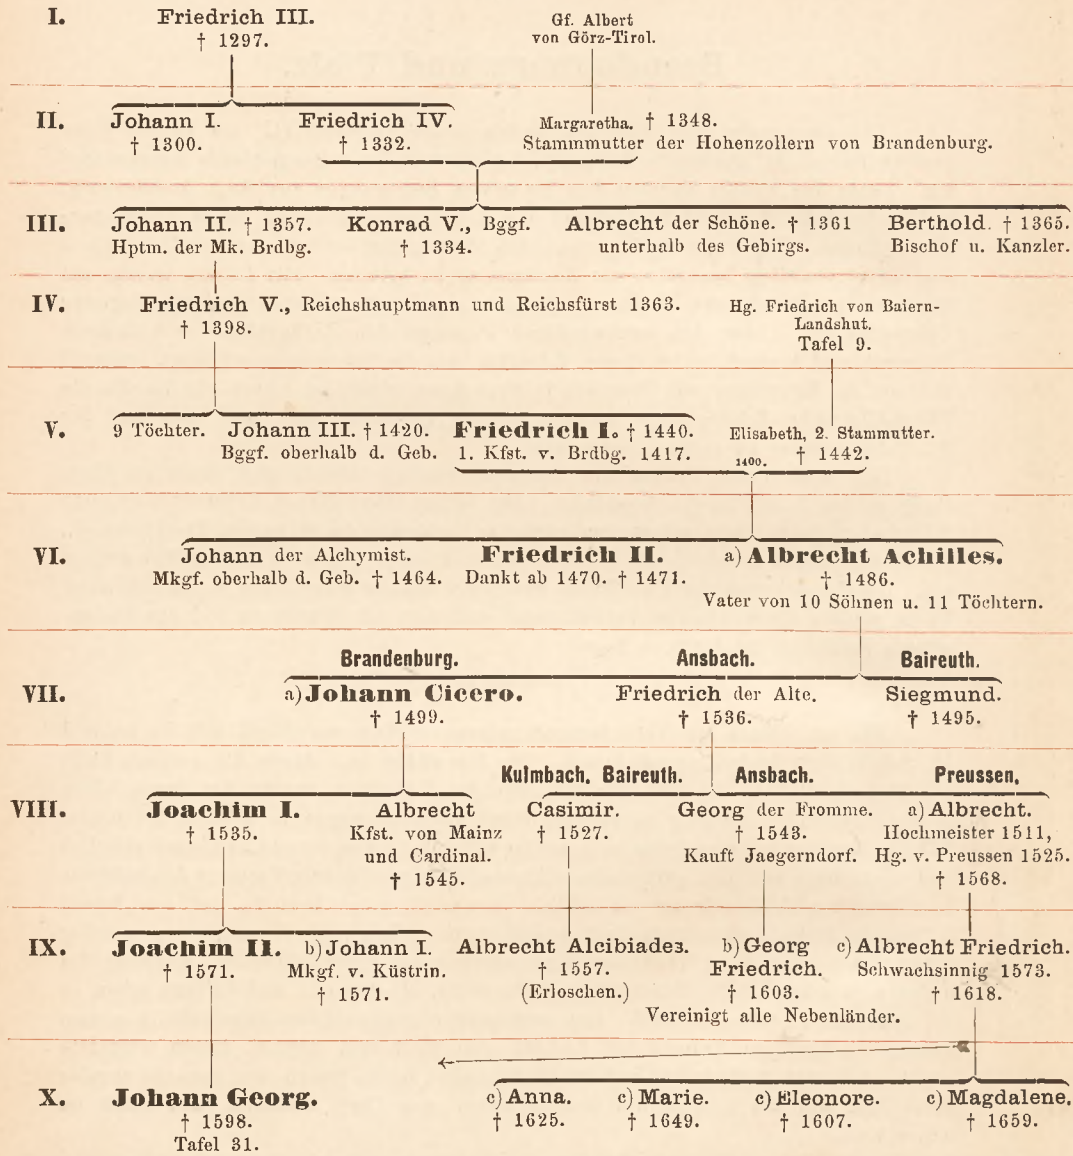 I. Friedrich III. Gf. Albert
† 1297. von Görz-Tirol.
II. Johann I. Friedrich IV. Margaretha. † 1348.
† 1300. † 1332. Stammmutter der Hohenzollern von Brandenburg.
III. Johann II. † 1357. Konrad V., Bggf. Albrecht der Schöne. † 1361 Berthold. † 1365.
Hptm. der Mk. Brdbg. † 1334. unterhalb des Gebirgs. Bischof u. Kanzler.
IV. Friedrich V., Reichshauptmann und Reichsfürst 1363. Hg. Friedrich von Baiern-
† 1398. Landshut.
Tafel 9.
V. 9 Töchter. Johann III. † 1420. Friedrich I. † 1440. Elisabeth, 2. Stammutter.
Bggf. oberhalb d. Geb. 1. Kfst. v. Brdbg. 1417. 1400. † 1442.
VI. Johann der Alchymist. Friedrich II. a) Albrecht Achilles.
Mkgf. oberhalb d. Geb. † 1464. Dankt ab 1470. † 1471. † 1486.
Vater von 10 Söhnen u. 11 Töchtern.
Brandenburg. Ansbach. Baireuth.
VII. a) Johann Cicero. Friedrich der Alte. Siegmund.
† 1499. † 1536. † 1495.
Kulmbach. Baireuth. Ansbach. Preussen.
VIII. Joachim I. Albrecht Casimir. Georg der Fromme. a) Albrecht.
† 1535. Kfst. von Mainz † 1527. † 1543. Hochmeister 1511,
und Cardinal. Kauft Jaegerndorf. Hg. v. Preussen 1525.
† 1545. † 1568.
IX. Joachim II. b) Johann I. Albrecht Alcibiades. b) Georg c) Albrecht Friedrich.
† 1571. Mkgf. v. Küstrin. † 1557. Friedrich. Schwachsinnig 1573.
† 1571. (Erloschen.) † 1603. † 1618.
Vereinigt alle Nebenländer.
X. Johann Georg. c) Anna. c) Marie. c) Eleonore. c) Magdalene.
† 1598. † 1625. † 1649. † 1607. † 1659.
Tafel 31.